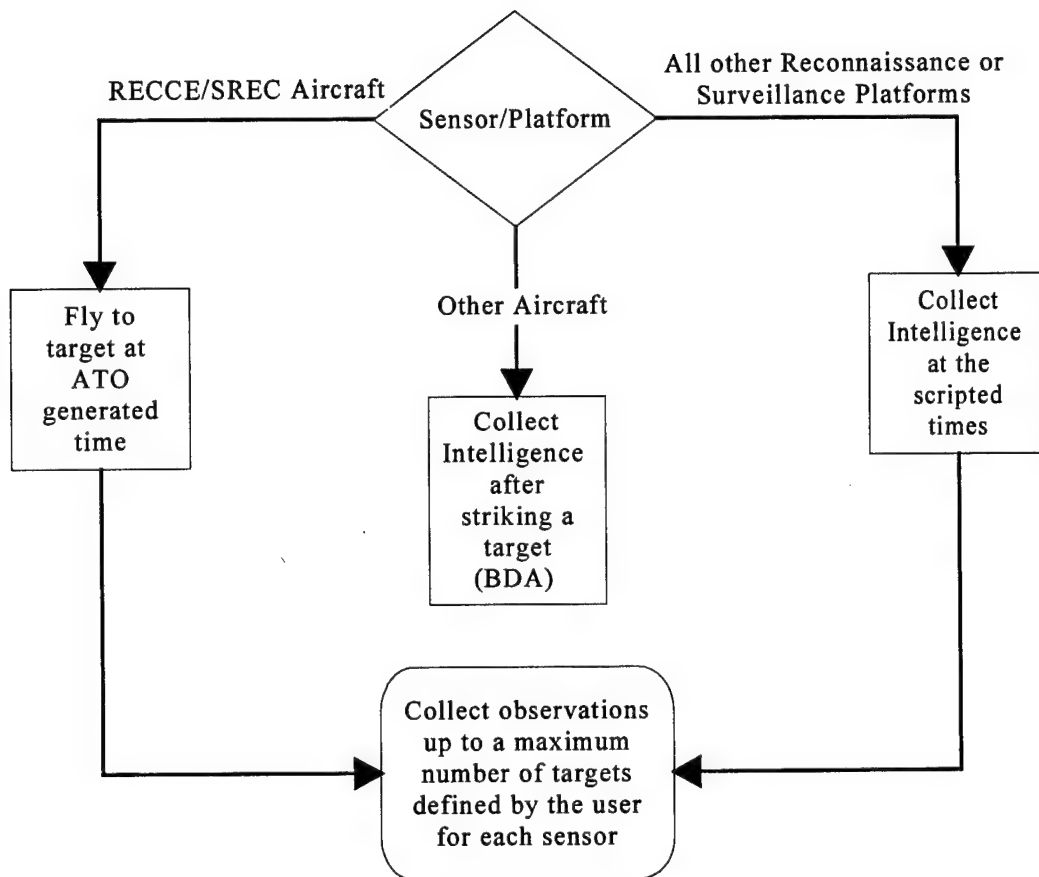 RECCE/SREC Aircraft
Sensor/Platform
All other Reconnaissance or
Surveillance Platforms
Fly to
target at
ATO
generated
time
Other Aircraft
Collect
Intelligence
after
striking a
target
(BDA)
Collect
Intelligence
at the
scripted
times
Collect observations
up to a maximum
number of targets
defined by the user
for each sensor